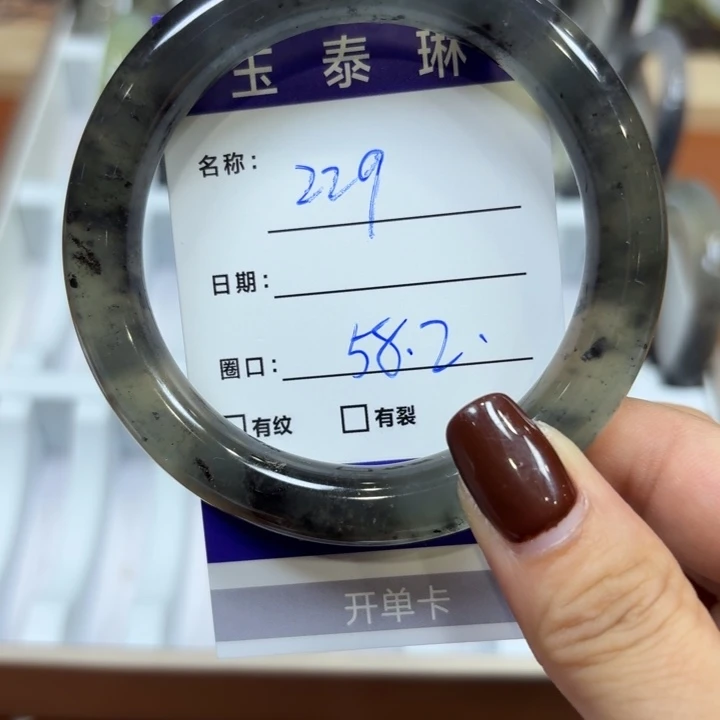 玉泰琳
名称: 229
日期:
圈口: 58.2.
有纹 有裂
开单卡